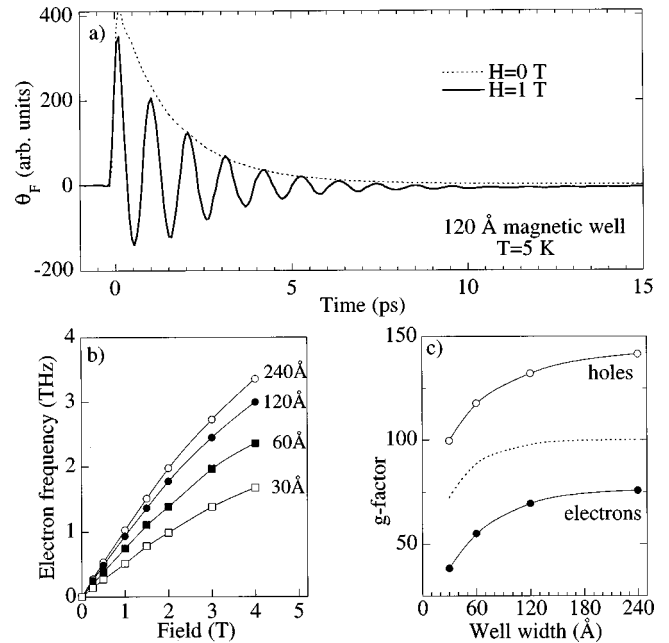 a)
400
200
0
-200
θF (arb. units)
H=0 T
H=1 T
120 Å magnetic well
T=5 K
0 5 10 15
Time (ps)
b)
4
3
2
1
0
Electron frequency (THz)
240Å
120Å
60Å
30Å
0 1 2 3 4 5
Field (T)
c)
150
100
50
g-factor
holes
electrons
0 60 120 180 240
Well width (Å)